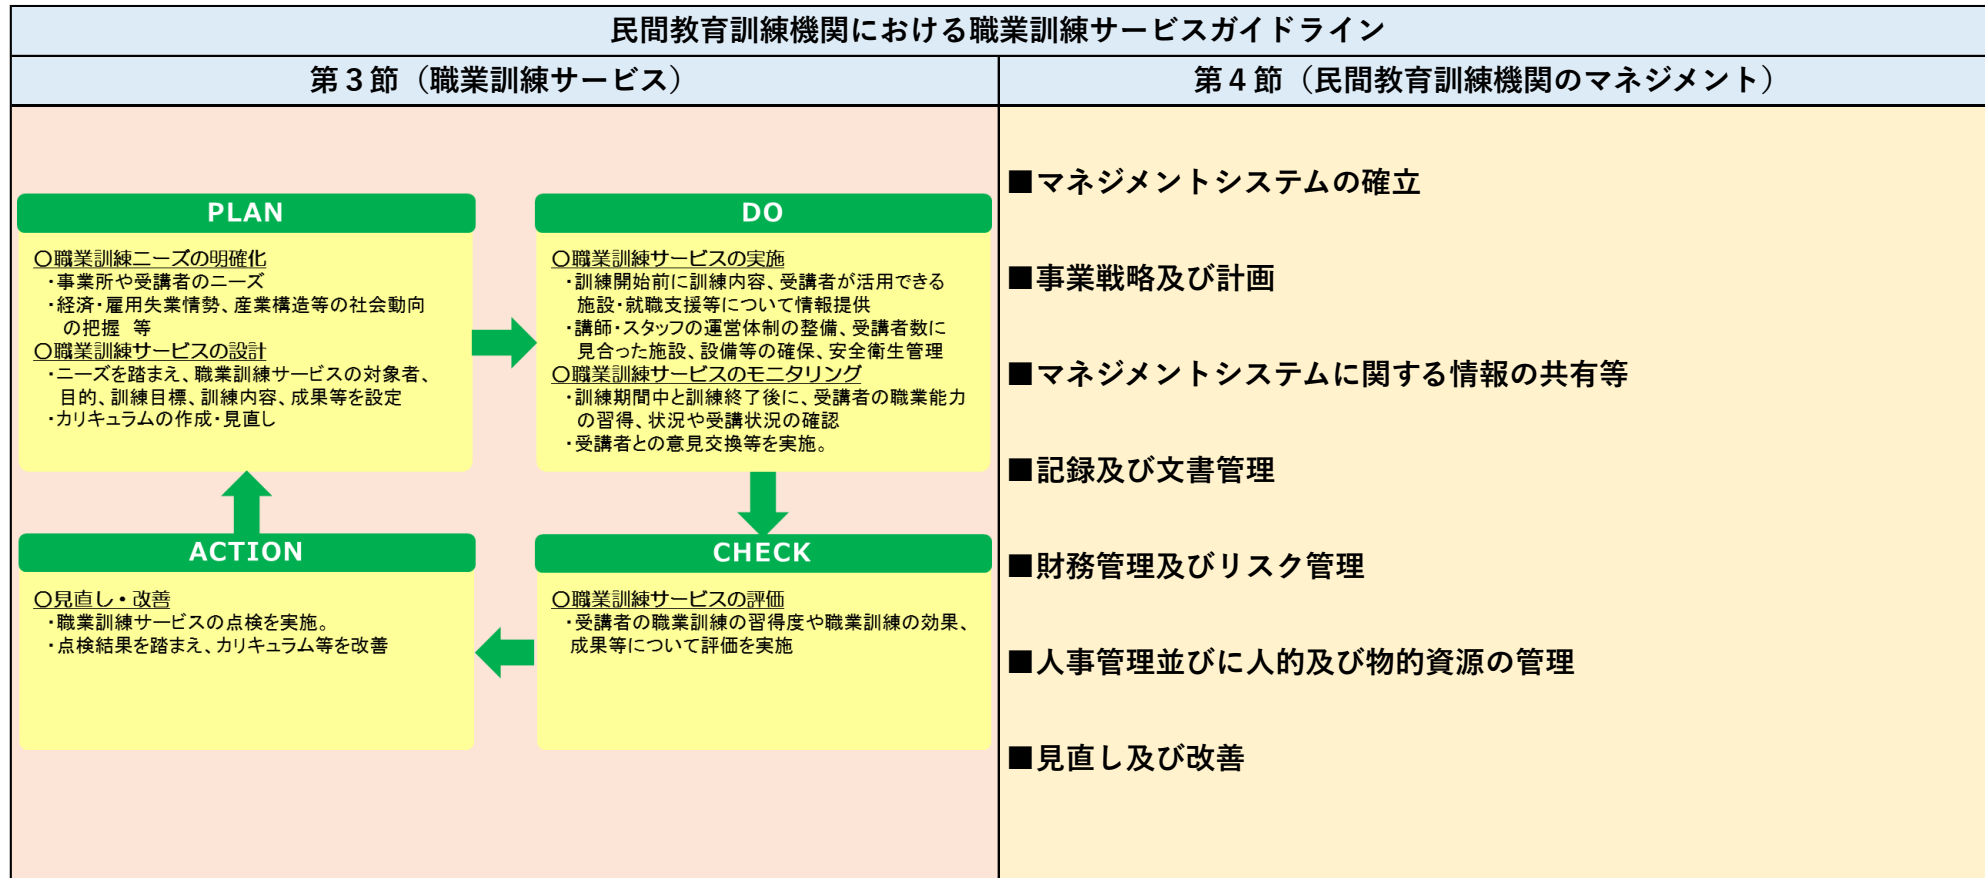 民間教育訓練機関における職業訓練サービスガイドライン
第３節（職業訓練サービス）
第４節（民間教育訓練機関のマネジメント）
PLAN
〇職業訓練ニーズの明確化
・事業所や受講者のニーズ
・経済・雇用失業情勢、産業構造等の社会動向
の把握 等
〇職業訓練サービスの設計
・ニーズを踏まえ、職業訓練サービスの対象者、
目的、訓練目標、訓練内容、成果等を設定
・カリキュラムの作成・見直し
DO
〇職業訓練サービスの実施
・訓練開始前に訓練内容、受講者が活用できる
施設・就職支援等について情報提供
・講師・スタッフの運営体制の整備、受講者数に
見合った施設、設備等の確保、安全衛生管理
〇職業訓練サービスのモニタリング
・訓練期間中と訓練終了後に、受講者の職業能力
の習得、状況や受講状況の確認
・受講者との意見交換等を実施。
ACTION
〇見直し・改善
・職業訓練サービスの点検を実施。
・点検結果を踏まえ、カリキュラム等を改善
CHECK
〇職業訓練サービスの評価
・受講者の職業訓練の習得度や職業訓練の効果、
成果等について評価を実施
■マネジメントシステムの確立
■事業戦略及び計画
■マネジメントシステムに関する情報の共有等
■記録及び文書管理
■財務管理及びリスク管理
■人事管理並びに人的及び物的資源の管理
■見直し及び改善